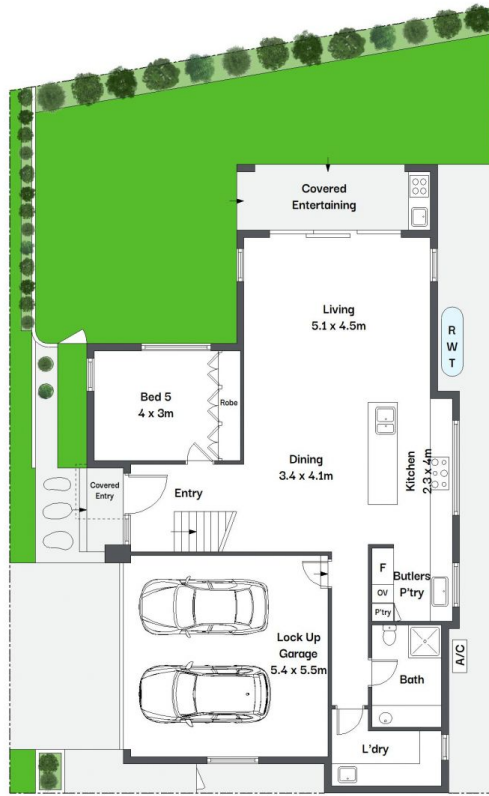 Covered
Entertaining
Living
5.1 x 4.5m
R
W
T
Bed 5
4 x 3m
Robe
Dining
3.4 x 4.1m
Kitchen
2.3 x 4m
Covered
Entry
Entry
F
OV
P'try
Butlers
P'try
Lock Up
Garage
5.4 x 5.5m
Bath
A/C
L'dry